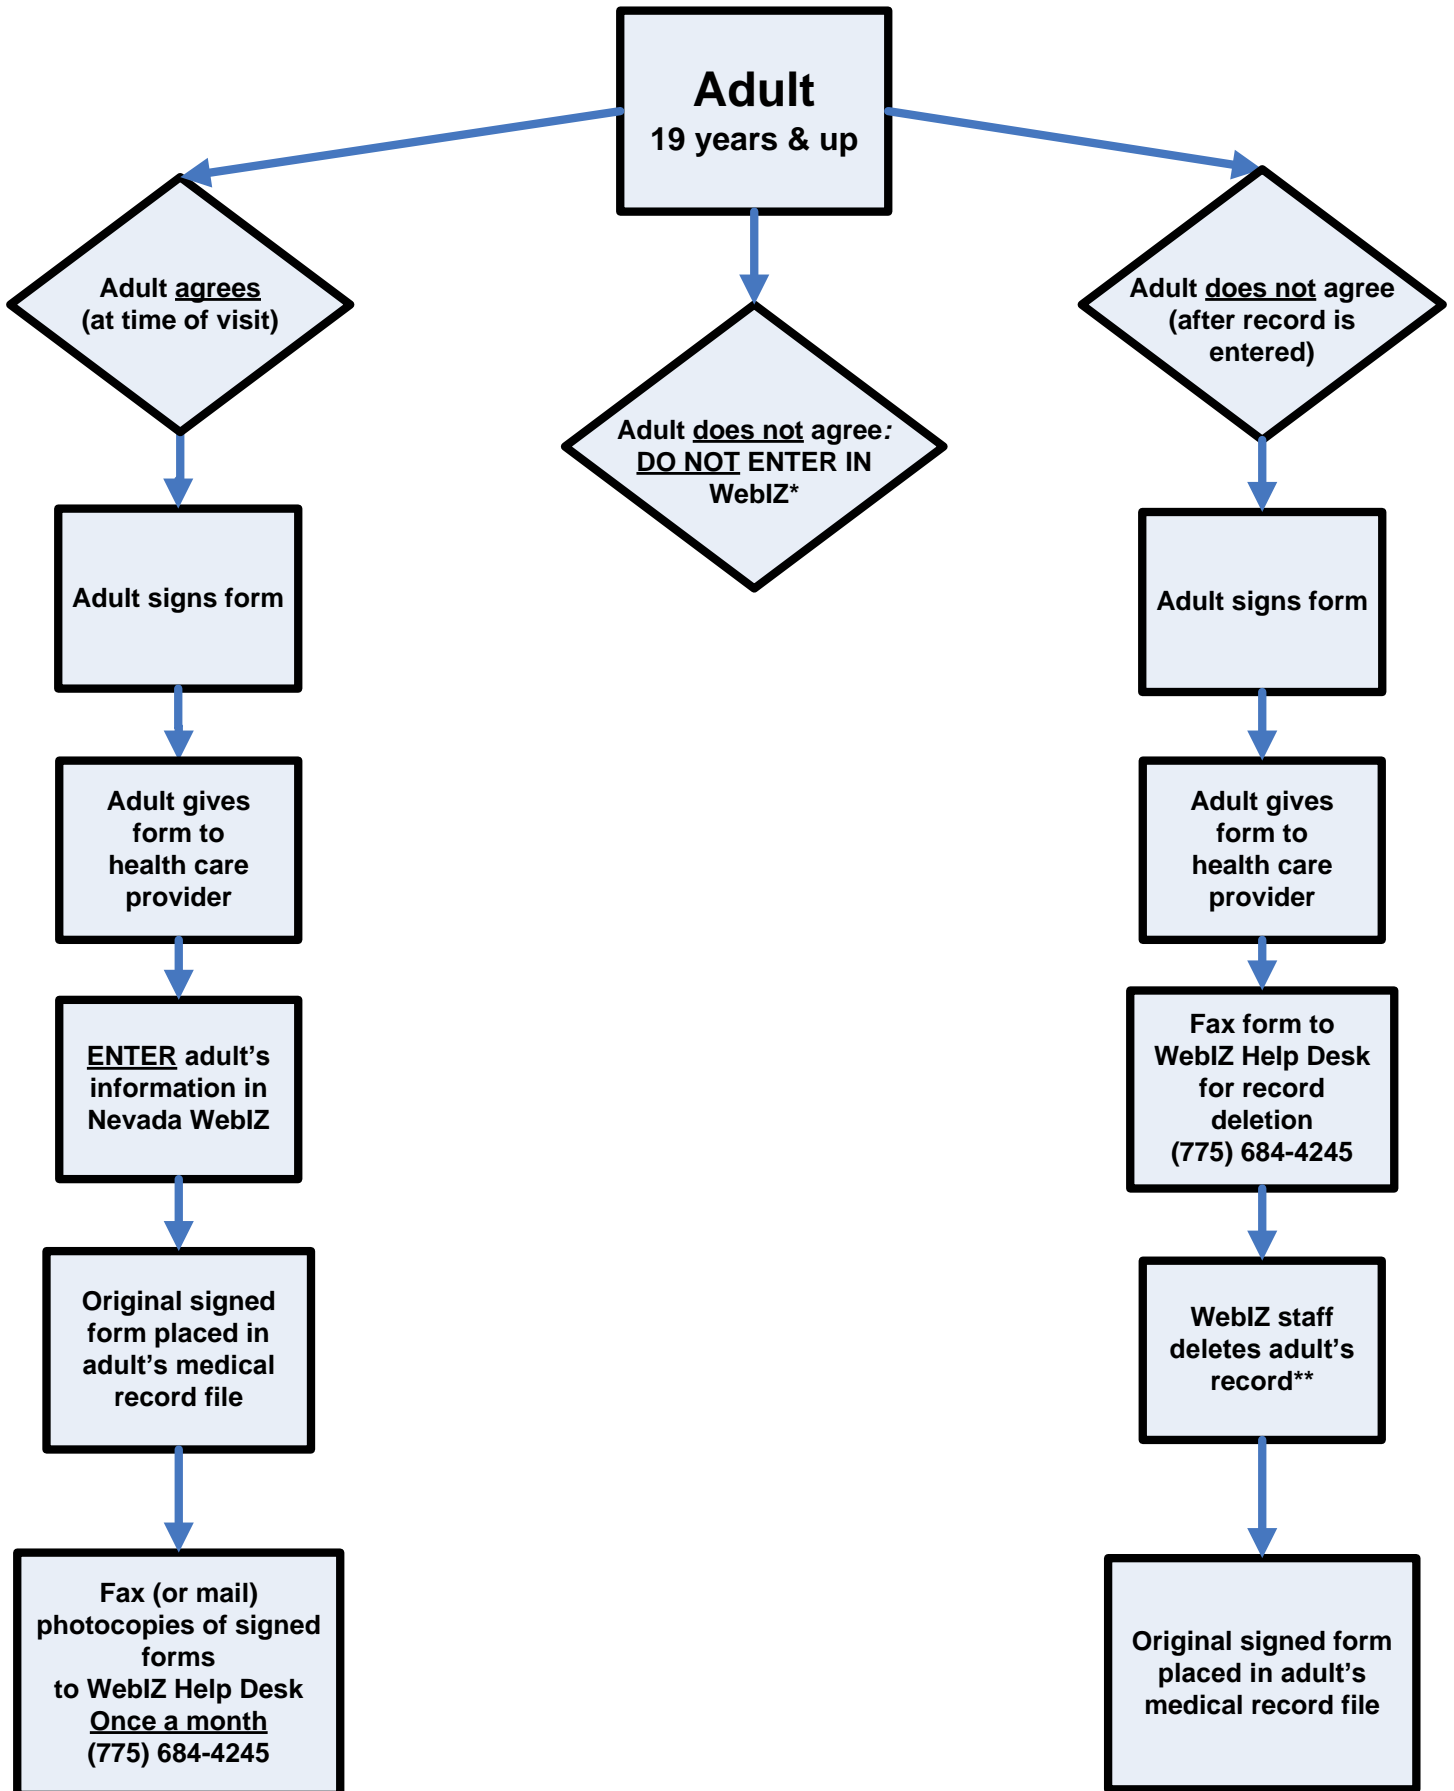 Adult
19 years & up
Adult agrees
(at time of visit)
Adult does not agree:
DO NOT ENTER IN
WebIZ*
Adult does not agree
(after record is
entered)
Adult signs form
Adult gives
form to
health care
provider
ENTER adult's
information in
Nevada WebIZ
Original signed
form placed in
adult's medical
record file
Fax (or mail)
photocopies of signed
forms
to WebIZ Help Desk
Once a month
(775) 684-4245
Adult signs form
Adult gives
form to
health care
provider
Fax form to
WebIZ Help Desk
for record
deletion
(775) 684-4245
WebIZ staff
deletes adult's
record**
Original signed form
placed in adult's
medical record file